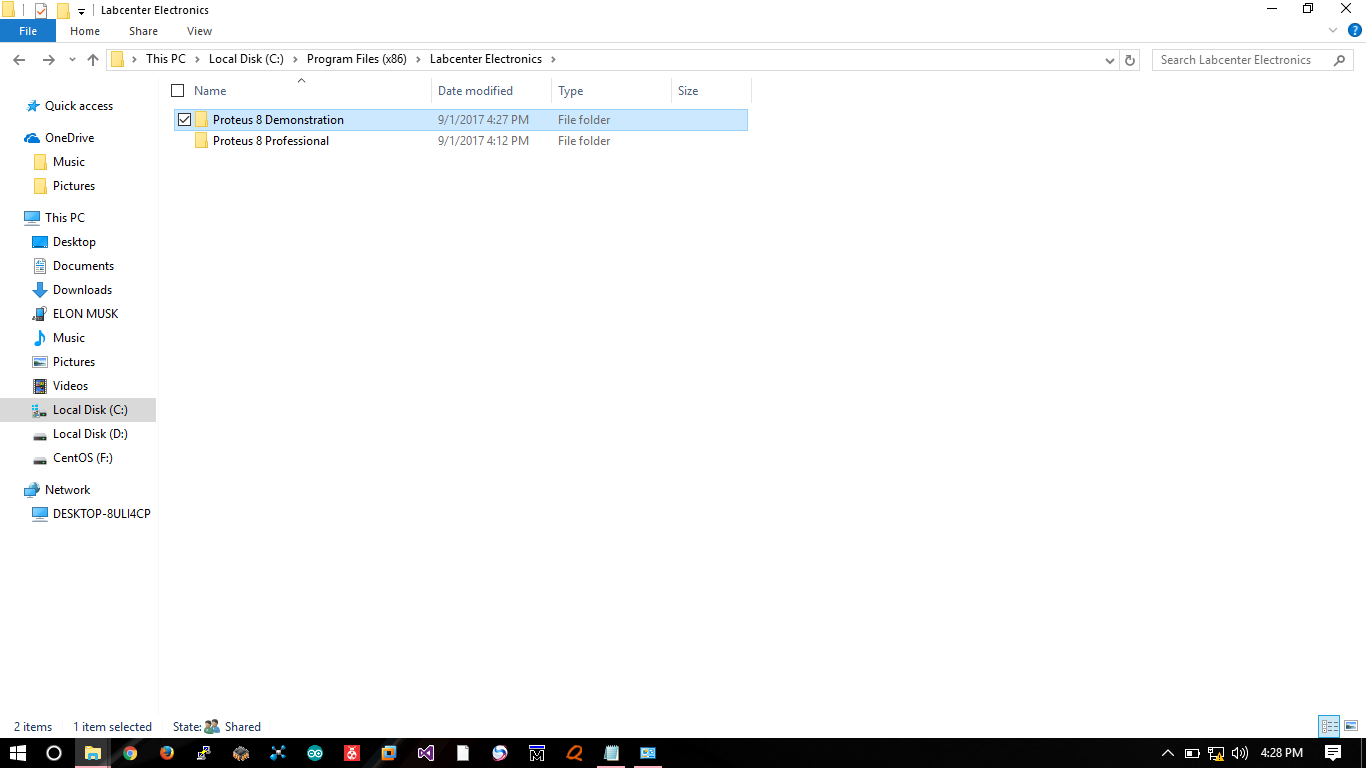 Labcenter Electronics
File Home Share View
This PC Local Disk (C:) Program Files (x86) Labcenter Electronics Search Labcenter Electronics
Name Date modified Type Size
Quick access
OneDrive
Music
Pictures
This PC
Desktop
Documents
Downloads
ELON MUSK
Music
Pictures
Videos
Local Disk (C:)
Local Disk (D:)
CentOS (F:)
Network
DESKTOP-8ULI4CP
Proteus 8 Demonstration 9/1/2017 4:27 PM File folder
Proteus 8 Professional 9/1/2017 4:12 PM File folder
2 items 1 item selected State: Shared
4:28 PM